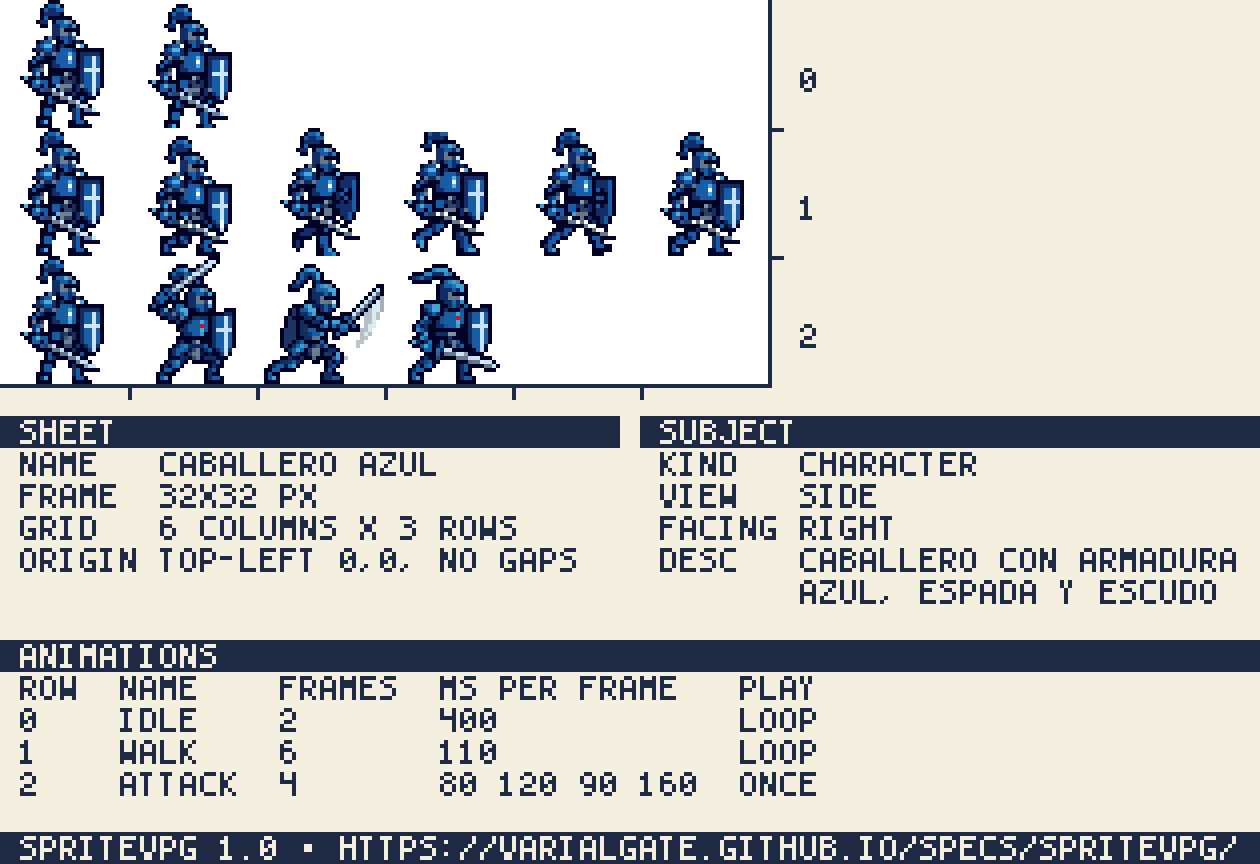 0
1
2
SHEET
NAME CABALLERO AZUL
FRAME 32X32 PX
GRID 6 COLUMNS X 3 ROWS
ORIGIN TOP-LEFT 0,0, NO GAPS
SUBJECT
KIND CHARACTER
VIEW SIDE
FACING RIGHT
DESC CABALLERO CON ARMADURA
AZUL, ESPADA Y ESCUDO
ANIMATIONS
ROW NAME FRAMES MS PER FRAME PLAY
0 IDLE 2 400 LOOP
1 WALK 6 110 LOOP
2 ATTACK 4 80 120 90 160 ONCE
SPRITEVPG 1.0 • HTTPS://VARIALGATE.GITHUB.IO/SPECS/SPRITEVPG/